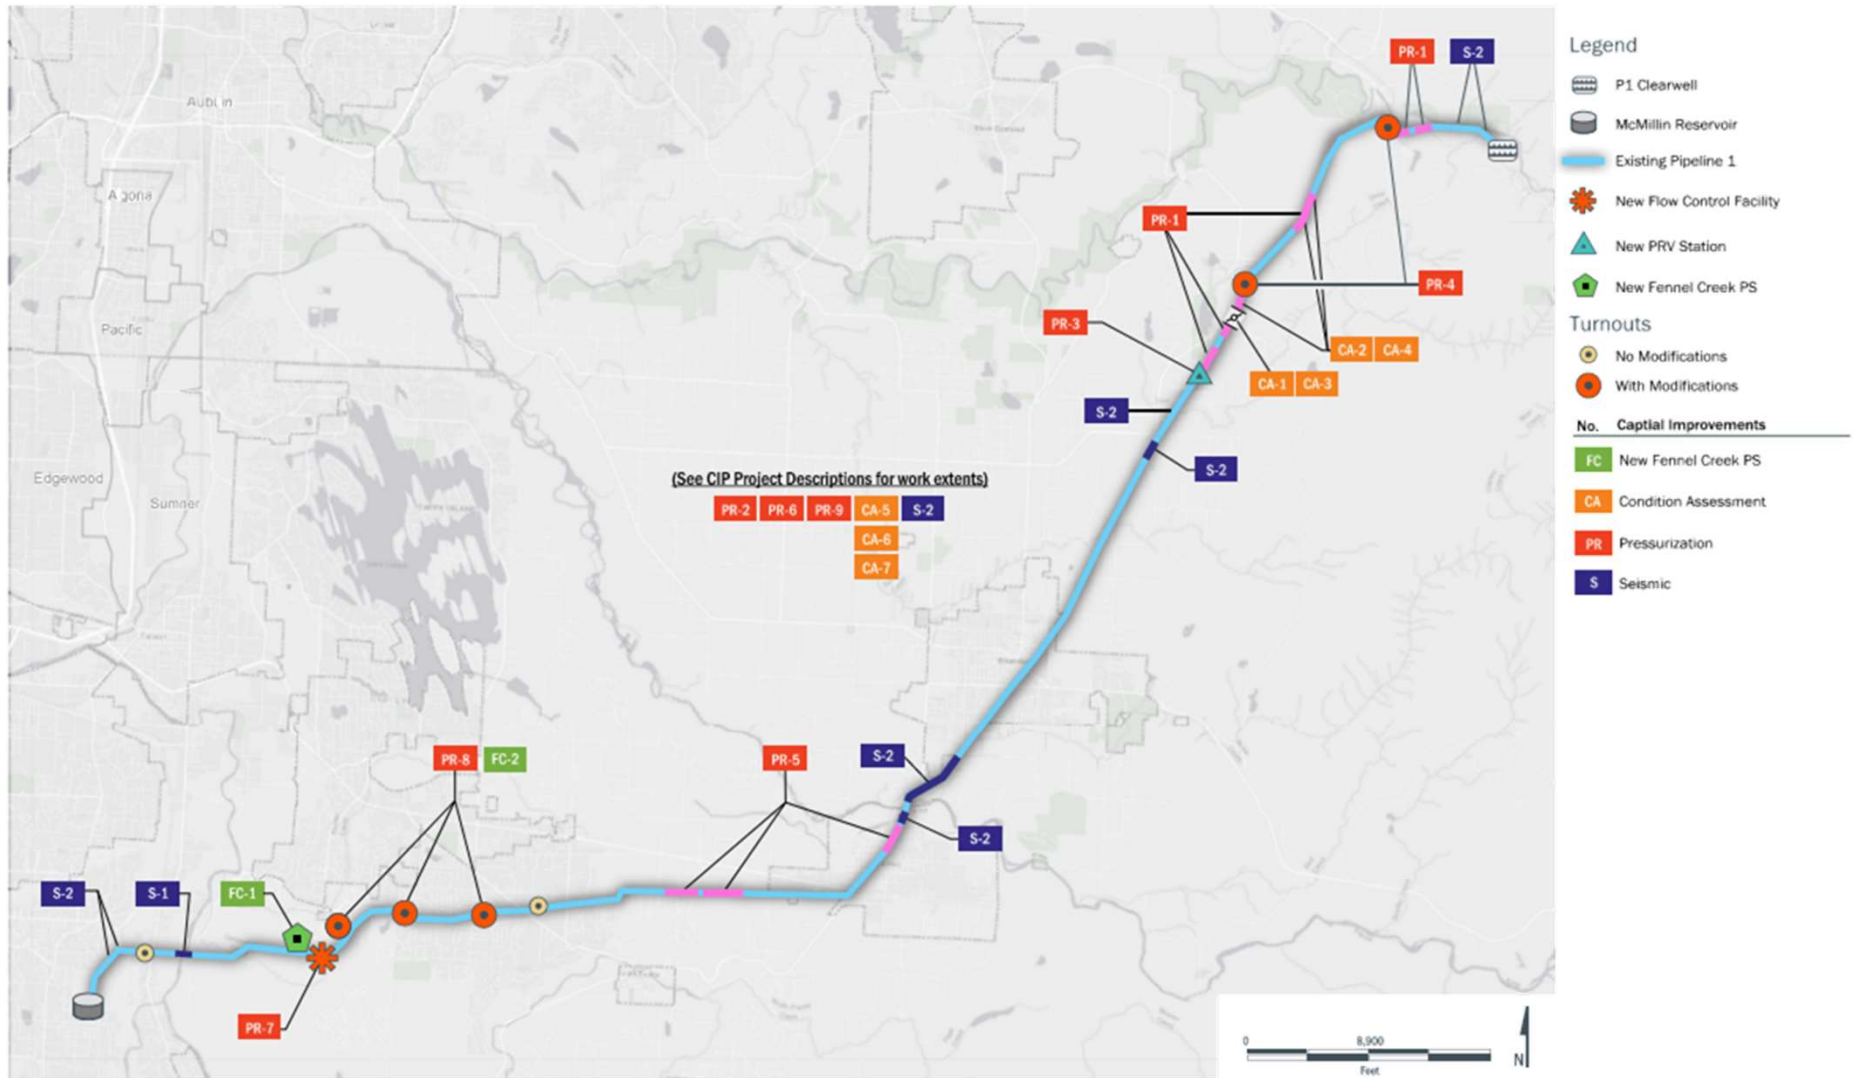 PR-1 S-2
Legend
P1 Clearwell
McMillin Reservoir
Existing Pipeline 1
New Flow Control Facility
New PRV Station
New Fennel Creek PS
Turnouts
No Modifications
With Modifications
No. Captial Improvements
FC New Fennel Creek PS
CA Condition Assessment
PR Pressurization
S Seismic
Agona
Pacific
Edgewood
Sumner
PR-1
PR-4
PR-3
CA-2 CA-4
CA-1 CA-3
S-2
S-2
(See CIP Project Descriptions for work extents)
PR-2 PR-6 PR-9 CA-5 S-2
CA-6
CA-7
PR-8 FC-2
PR-5
S-2
S-2
S-2
S-1
FC-1
PR-7
0 8,900
Feet
N